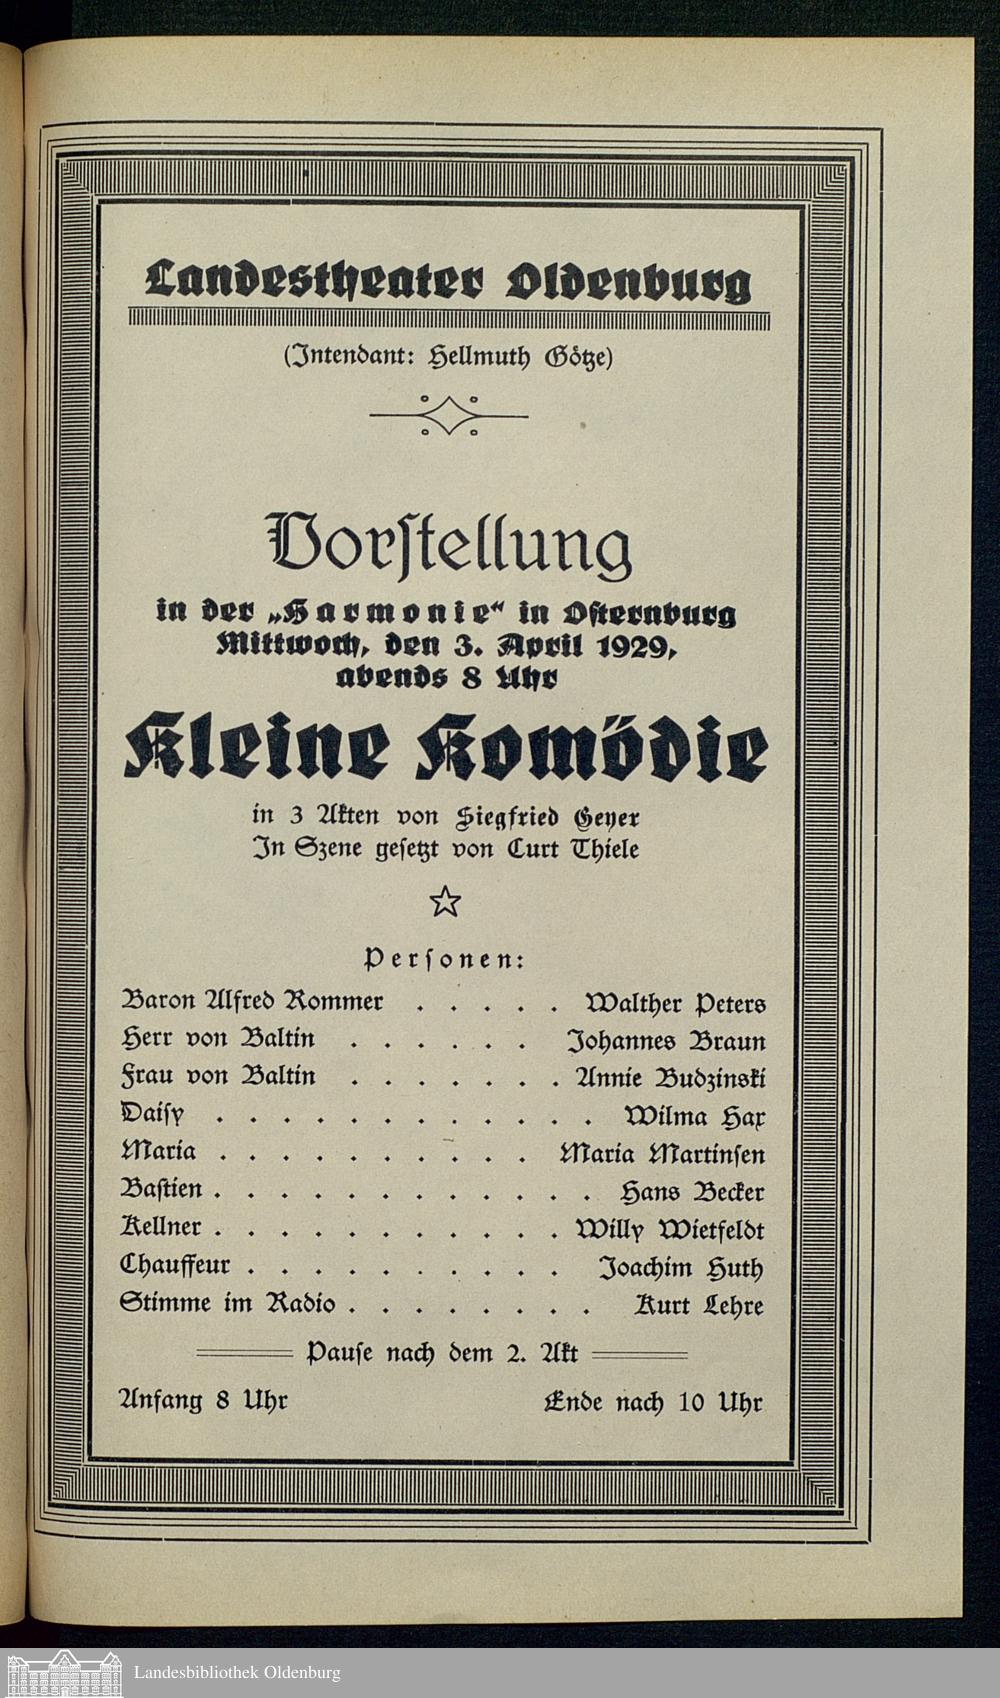 Landestheater Oldenburg
(Intendant: Hellmuth Götze)
Vorstellung
in der „Harmonie“ in Osternburg
Mittwoch, den 3. April 1929,
abends 8 Uhr
Kleine Komödie
in 3 Akten von Siegfried Geyer
In Szene gesetzt von Curt Thiele
Personen:
Baron Alfred Rommer . . . . . Walther Peters
Herr von Baltin . . . . . . Johannes Braun
Frau von Baltin . . . . . . . Annie Budzinski
Daisy . . . . . . . . . . . . Wilma Hax
Maria . . . . . . . . . . Maria Martinsen
Bastien . . . . . . . . . . . . Hans Becker
Kellner . . . . . . . . . . . Willy Wietfeldt
Chauffeur . . . . . . . . . . Joachim Huth
Stimme im Radio . . . . . . . . Kurt Lehre
Pause nach dem 2. Akt
Anfang 8 Uhr Ende nach 10 Uhr
Landesbibliothek Oldenburg